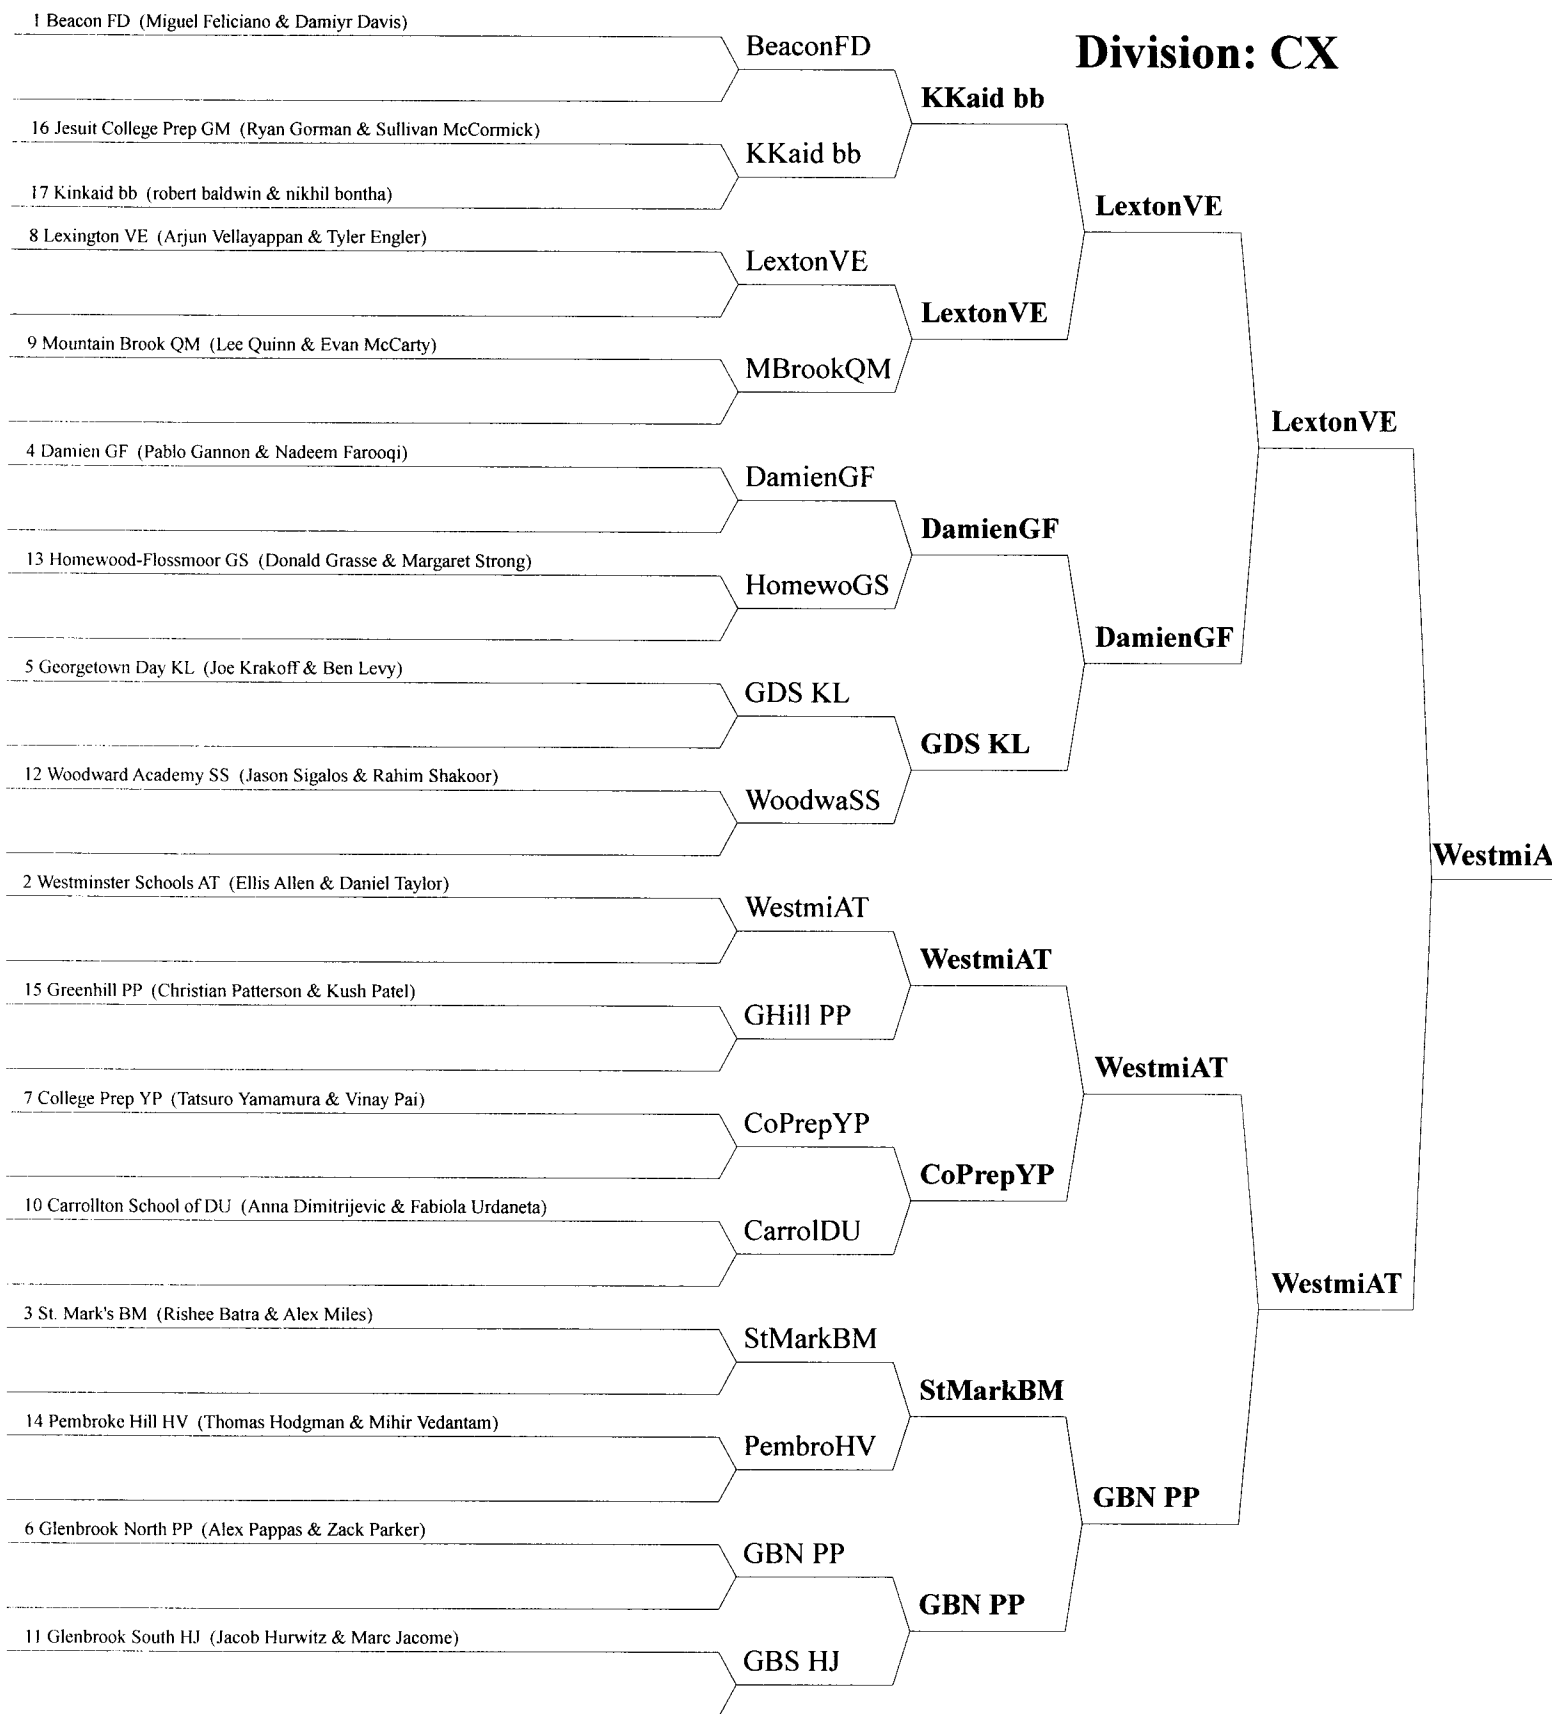 Division: CX
1 Beacon FD (Miguel Feliciano & Damiyr Davis)
16 Jesuit College Prep GM (Ryan Gorman & Sullivan McCormick)
17 Kinkaid bb (robert baldwin & nikhil bontha)
8 Lexington VE (Arjun Vellayappan & Tyler Engler)
9 Mountain Brook QM (Lee Quinn & Evan McCarty)
4 Damien GF (Pablo Gannon & Nadeem Farooqi)
13 Homewood-Flossmoor GS (Donald Grasse & Margaret Strong)
5 Georgetown Day KL (Joe Krakoff & Ben Levy)
12 Woodward Academy SS (Jason Sigalos & Rahim Shakoor)
2 Westminster Schools AT (Ellis Allen & Daniel Taylor)
15 Greenhill PP (Christian Patterson & Kush Patel)
7 College Prep YP (Tatsuro Yamamura & Vinay Pai)
10 Carrollton School of DU (Anna Dimitrijevic & Fabiola Urdaneta)
3 St. Mark's BM (Rishee Batra & Alex Miles)
14 Pembroke Hill HV (Thomas Hodgman & Mihir Vedantam)
6 Glenbrook North PP (Alex Pappas & Zack Parker)
11 Glenbrook South HJ (Jacob Hurwitz & Marc Jacome)
BeaconFD
KKaid bb
LextonVE
MBrookQM
DamienGF
HomewoGS
GDS KL
WoodwaSS
WestmiAT
GHill PP
CoPrepYP
CarrolDU
StMarkBM
PembroHV
GBN PP
GBS HJ
KKaid bb
LextonVE
DamienGF
GDS KL
WestmiAT
CoPrepYP
StMarkBM
GBN PP
LextonVE
DamienGF
WestmiAT
GBN PP
LextonVE
WestmiAT
WestmiA